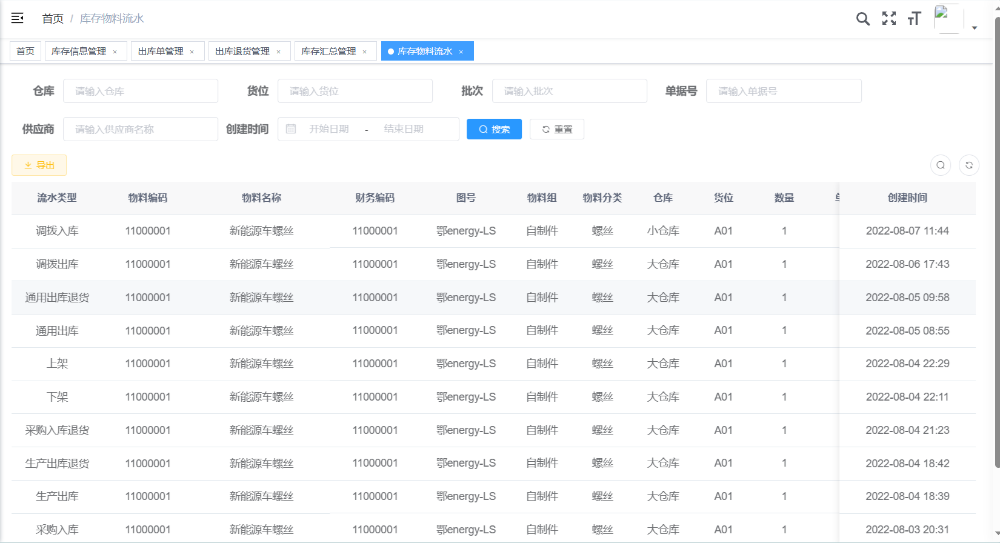 首页 / 库存物料流水
首页 库存信息管理 × 出库单管理 × 出库退货管理 × 库存汇总管理 × 库存物料流水 ×
仓库 请输入仓库 货位 请输入货位 批次 请输入批次 单据号 请输入单据号
供应商 请输入供应商名称 创建时间 开始日期 - 结束日期 搜索 重置
导出
流水类型 物料编码 物料名称 财务编码 图号 物料组 物料分类 仓库 货位 数量 创建时间
调拨入库 11000001 新能源车螺丝 11000001 鄂energy-LS 自制件 螺丝 小仓库 A01 1 2022-08-07 11:44
调拨出库 11000001 新能源车螺丝 11000001 鄂energy-LS 自制件 螺丝 大仓库 A01 1 2022-08-06 17:43
通用出库退货 11000001 新能源车螺丝 11000001 鄂energy-LS 自制件 螺丝 大仓库 A01 1 2022-08-05 09:58
通用出库 11000001 新能源车螺丝 11000001 鄂energy-LS 自制件 螺丝 大仓库 A01 1 2022-08-05 08:55
上架 11000001 新能源车螺丝 11000001 鄂energy-LS 自制件 螺丝 大仓库 A01 1 2022-08-04 22:29
下架 11000001 新能源车螺丝 11000001 鄂energy-LS 自制件 螺丝 大仓库 A01 1 2022-08-04 22:11
采购入库退货 11000001 新能源车螺丝 11000001 鄂energy-LS 自制件 螺丝 大仓库 A01 1 2022-08-04 21:23
生产出库退货 11000001 新能源车螺丝 11000001 鄂energy-LS 自制件 螺丝 大仓库 A01 1 2022-08-04 18:42
生产出库 11000001 新能源车螺丝 11000001 鄂energy-LS 自制件 螺丝 大仓库 A01 1 2022-08-04 18:39
采购入库 11000001 新能源车螺丝 11000001 鄂energy-LS 自制件 螺丝 大仓库 A01 1 2022-08-03 20:31